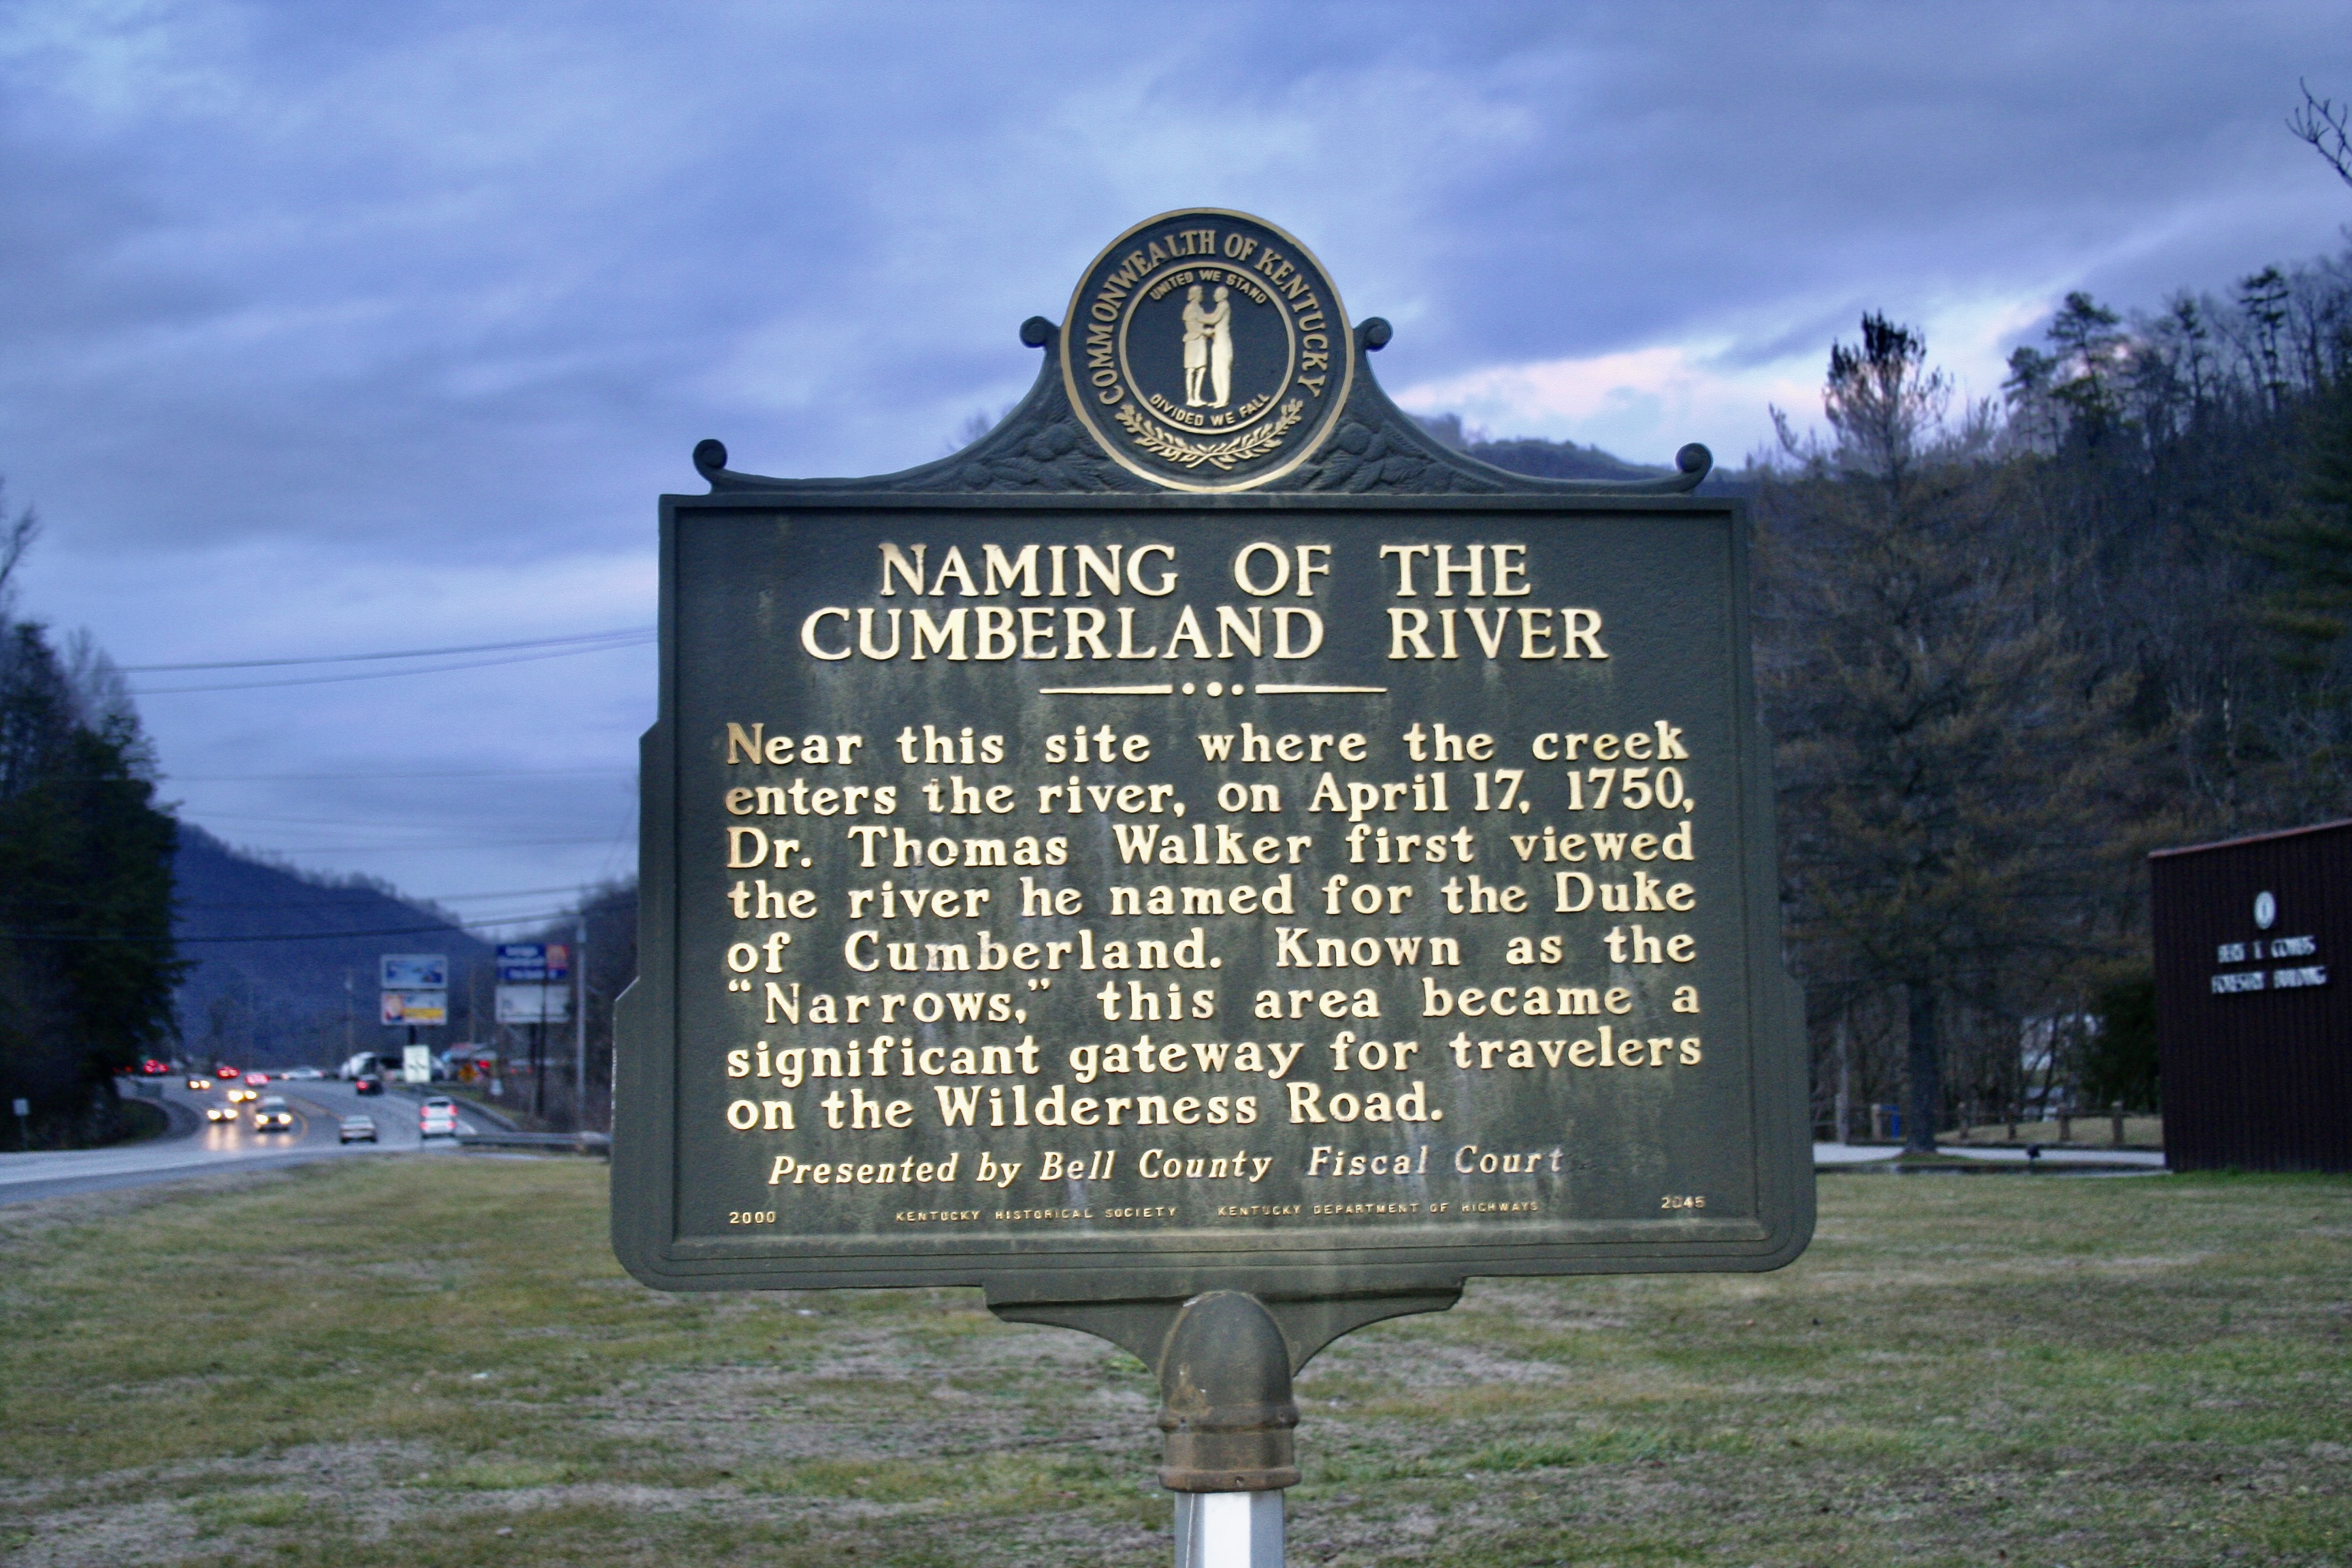 COMMONWEALTH OF KENTUCKY
UNITED WE STAND
DIVIDED WE FALL
NAMING OF THE
CUMBERLAND RIVER
Near this site where the creek
enters the river, on April 17, 1750,
Dr. Thomas Walker first viewed
the river he named for the Duke
of Cumberland. Known as the
"Narrows," this area became a
significant gateway for travelers
on the Wilderness Road.
Presented by Bell County Fiscal Court
2000 KENTUCKY HISTORICAL SOCIETY KENTUCKY DEPARTMENT OF HIGHWAYS 2045
FORESTRY BUILDING